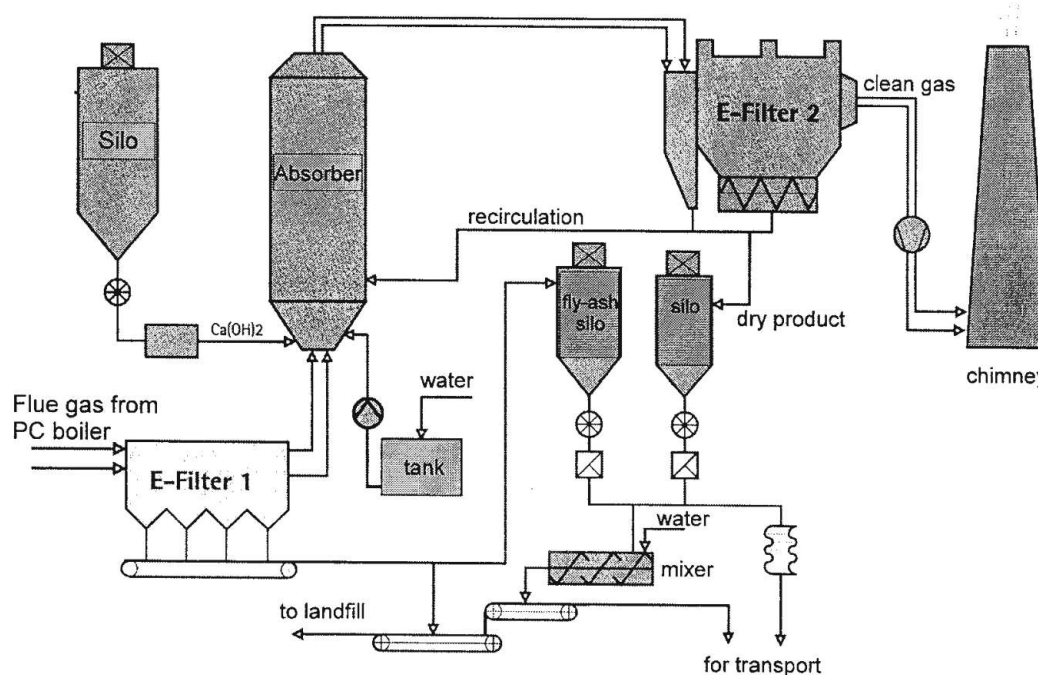 clean gas
E-Filter 2
Silo
Absorber
recirculation
fly-ash
silo
silo
dry product
Ca(OH)2
water
chimney
Flue gas from
PC boiler
tank
E-Filter 1
water
mixer
to landfill
for transport